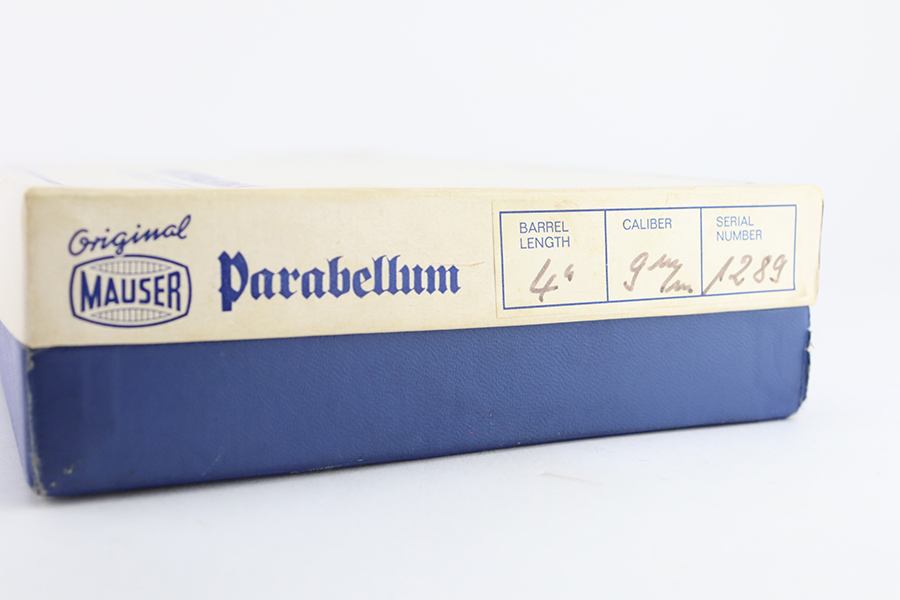 Original
MAUSER
Parabellum
BARREL
LENGTH
4"
CALIBER
9 m/m
SERIAL
NUMBER
1289